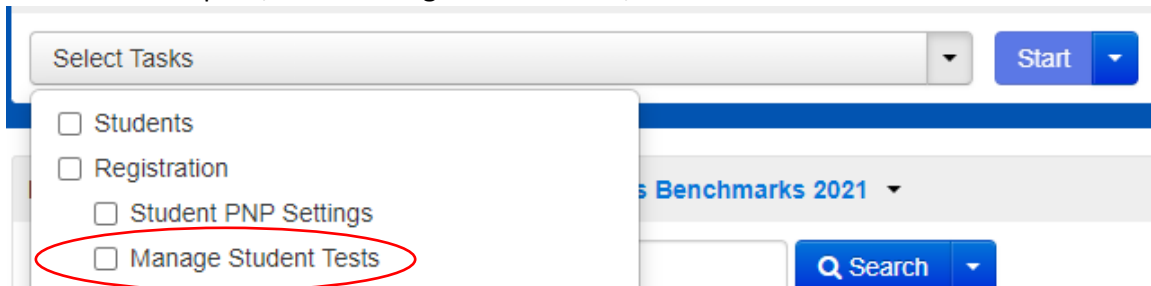 Select Tasks Start
Students
Registration
s Benchmarks 2021
Student PNP Settings
Manage Student Tests
Search